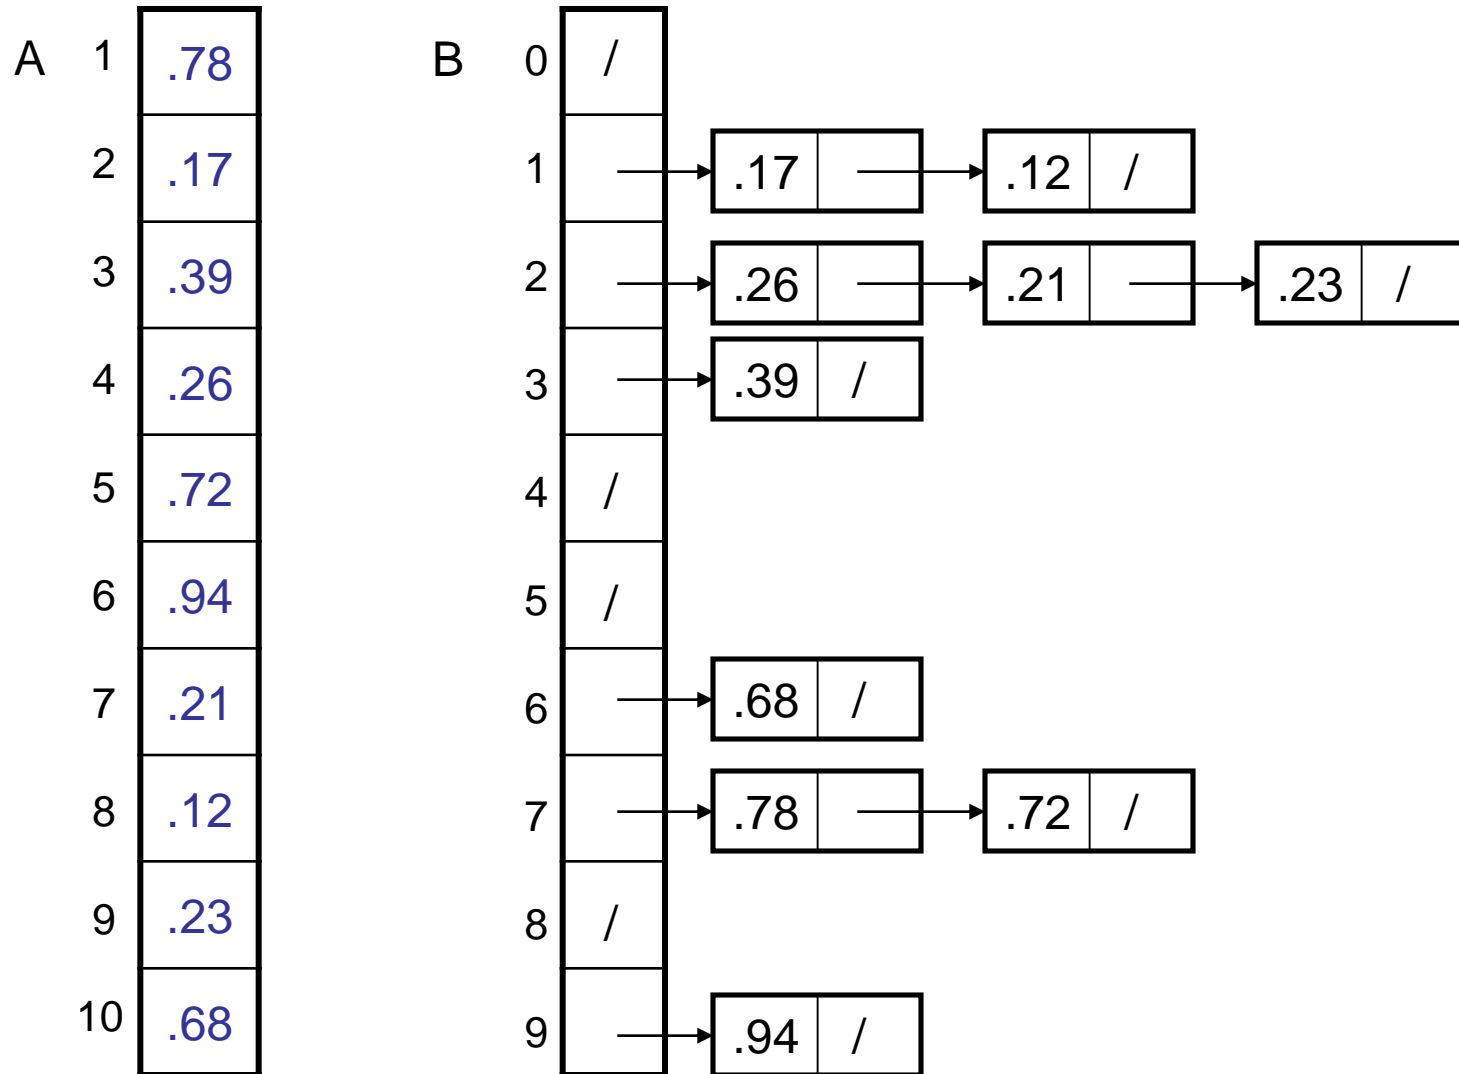 A 1 .78 B 0 /
2 .17 1 .17 .12 /
3 .39 2 .26 .21 .23 /
4 .26 3 .39 /
5 .72 4 /
6 .94 5 /
7 .21 6 .68 /
8 .12 7 .78 .72 /
9 .23 8 /
10 .68 9 .94 /